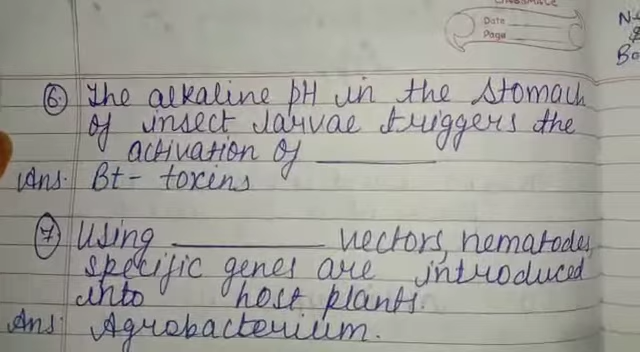 Date
Page
N
Ba
6. The alkaline pH in the stomach
of insect larvae triggers the
activation of ________
Ans. Bt- toxins
7. Using ________ vectors, nematodes,
specific genes are introduced
into host plants.
Ans: Agrobacterium.